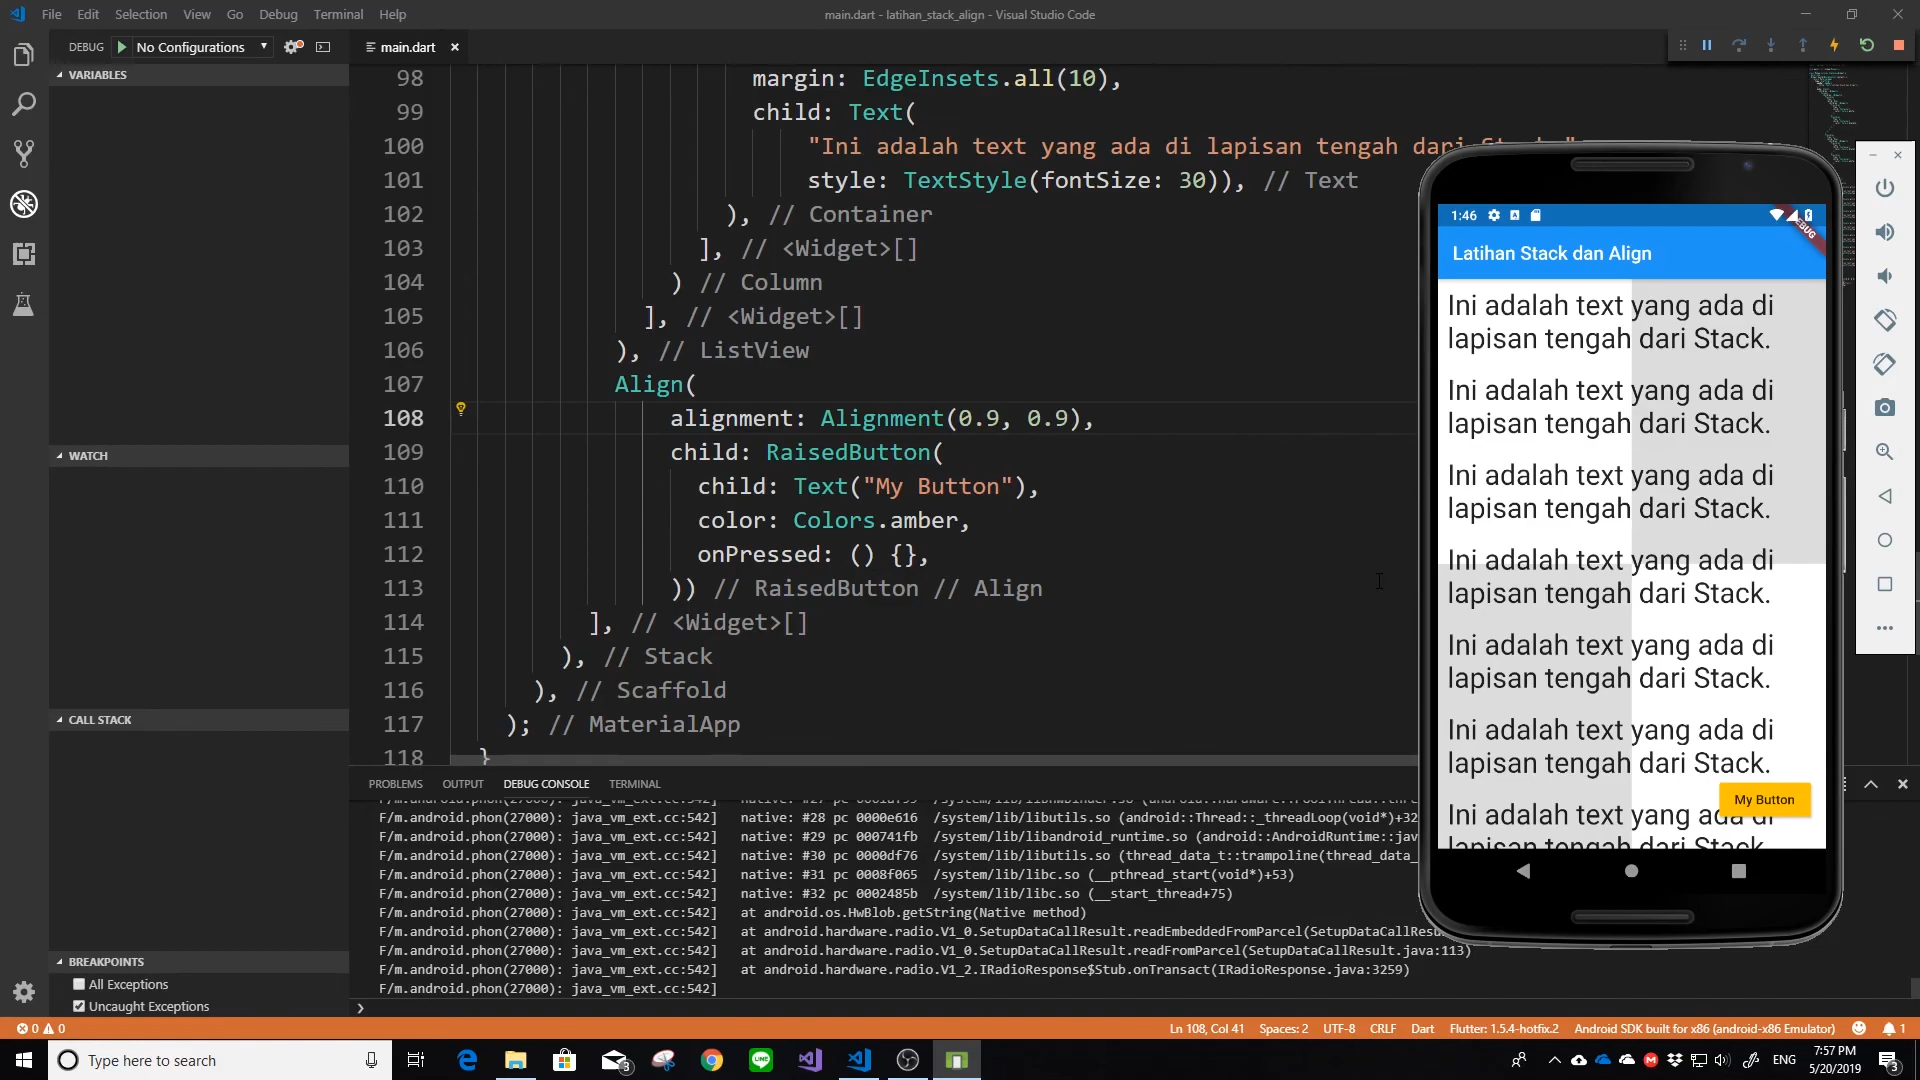 File Edit Selection View Go Debug Terminal Help
main.dart - latihan_stack_align - Visual Studio Code
DEBUG No Configurations
main.dart
VARIABLES
WATCH
CALL STACK
BREAKPOINTS
All Exceptions
Uncaught Exceptions
98 margin: EdgeInsets.all(10),
99 child: Text(
100 "Ini adalah text yang ada di lapisan tengah dari Stack."
101 style: TextStyle(fontSize: 30)), // Text
102 ), // Container
103 ], // <Widget>[]
104 ) // Column
105 ], // <Widget>[]
106 ), // ListView
107 Align(
108 alignment: Alignment(0.9, 0.9),
109 child: RaisedButton(
110 child: Text("My Button"),
111 color: Colors.amber,
112 onPressed: () {},
113 )) // RaisedButton // Align
114 ], // <Widget>[]
115 ), // Stack
116 ), // Scaffold
117 ); // MaterialApp
118 }
PROBLEMS OUTPUT DEBUG CONSOLE TERMINAL
F/m.android.phon(27000): java_vm_ext.cc:542] native: #28 pc 0000e616 /system/lib/libutils.so (android::Thread::_threadLoop(void*)+32
F/m.android.phon(27000): java_vm_ext.cc:542] native: #29 pc 000741fb /system/lib/libandroid_runtime.so (android::AndroidRuntime::jav
F/m.android.phon(27000): java_vm_ext.cc:542] native: #30 pc 0000df76 /system/lib/libutils.so (thread_data_t::trampoline(thread_data_
F/m.android.phon(27000): java_vm_ext.cc:542] native: #31 pc 0008f065 /system/lib/libc.so (__pthread_start(void*)+53)
F/m.android.phon(27000): java_vm_ext.cc:542] native: #32 pc 0002485b /system/lib/libc.so (__start_thread+75)
F/m.android.phon(27000): java_vm_ext.cc:542] at android.os.HwBlob.getString(Native method)
F/m.android.phon(27000): java_vm_ext.cc:542] at android.hardware.radio.V1_0.SetupDataCallResult.readEmbeddedFromParcel(SetupDataCallResu
F/m.android.phon(27000): java_vm_ext.cc:542] at android.hardware.radio.V1_0.SetupDataCallResult.readFromParcel(SetupDataCallResult.java:113)
F/m.android.phon(27000): java_vm_ext.cc:542] at android.hardware.radio.V1_2.IRadioResponse$Stub.onTransact(IRadioResponse.java:3259)
F/m.android.phon(27000): java_vm_ext.cc:542]
1:46
DEBUG
Latihan Stack dan Align
Ini adalah text yang ada di
lapisan tengah dari Stack.
Ini adalah text yang ada di
lapisan tengah dari Stack.
Ini adalah text yang ada di
lapisan tengah dari Stack.
Ini adalah text yang ada di
lapisan tengah dari Stack.
Ini adalah text yang ada di
lapisan tengah dari Stack.
Ini adalah text yang ada di
lapisan tengah dari Stack.
My Button
Ini adalah text yang ada di
lapisan tengah dari Stack.
0 0
Ln 108, Col 41 Spaces: 2 UTF-8 CRLF Dart Flutter: 1.5.4-hotfix.2 Android SDK built for x86 (android-x86 Emulator) 1
Type here to search
3
ENG
7:57 PM
5/20/2019
3